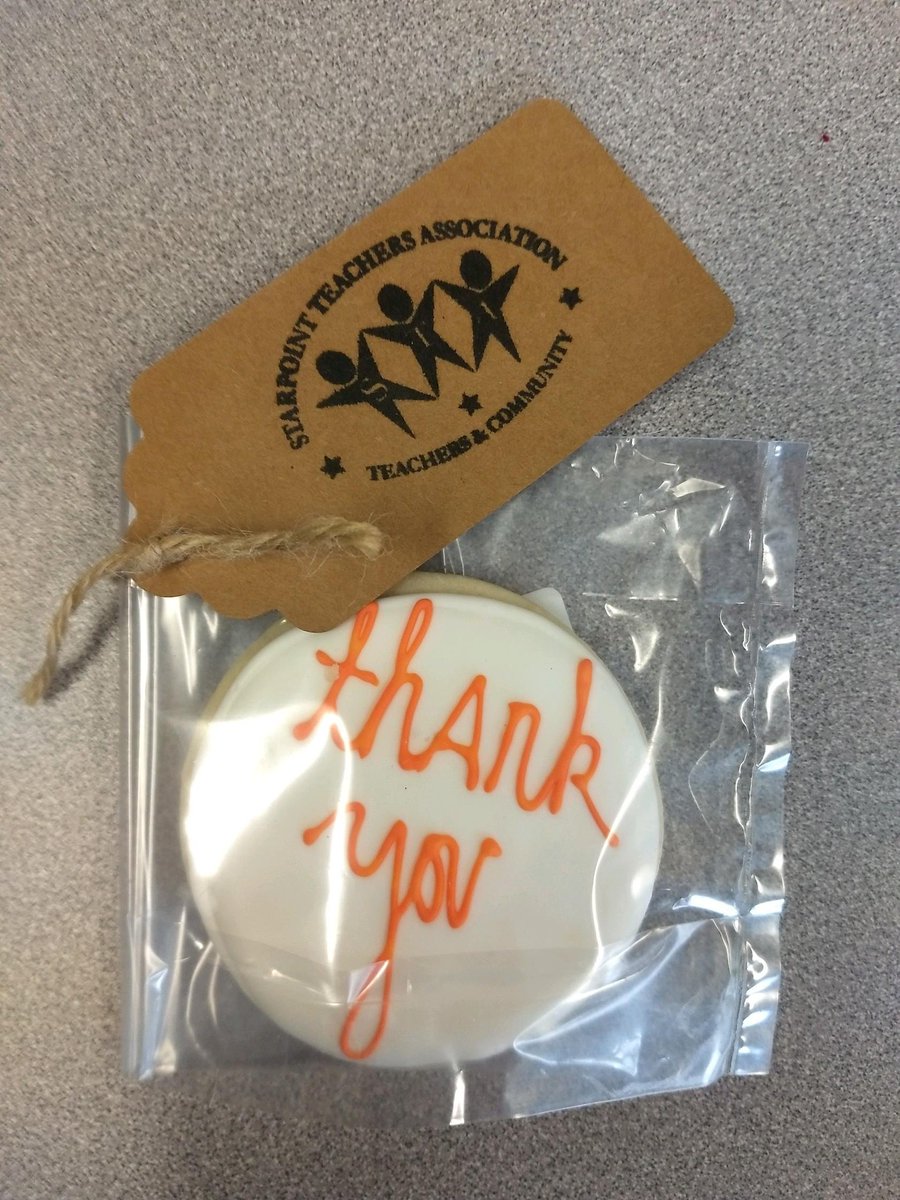 STARPOINT TEACHERS ASSOCIATION
S
TEACHERS & COMMUNITY
thank
you